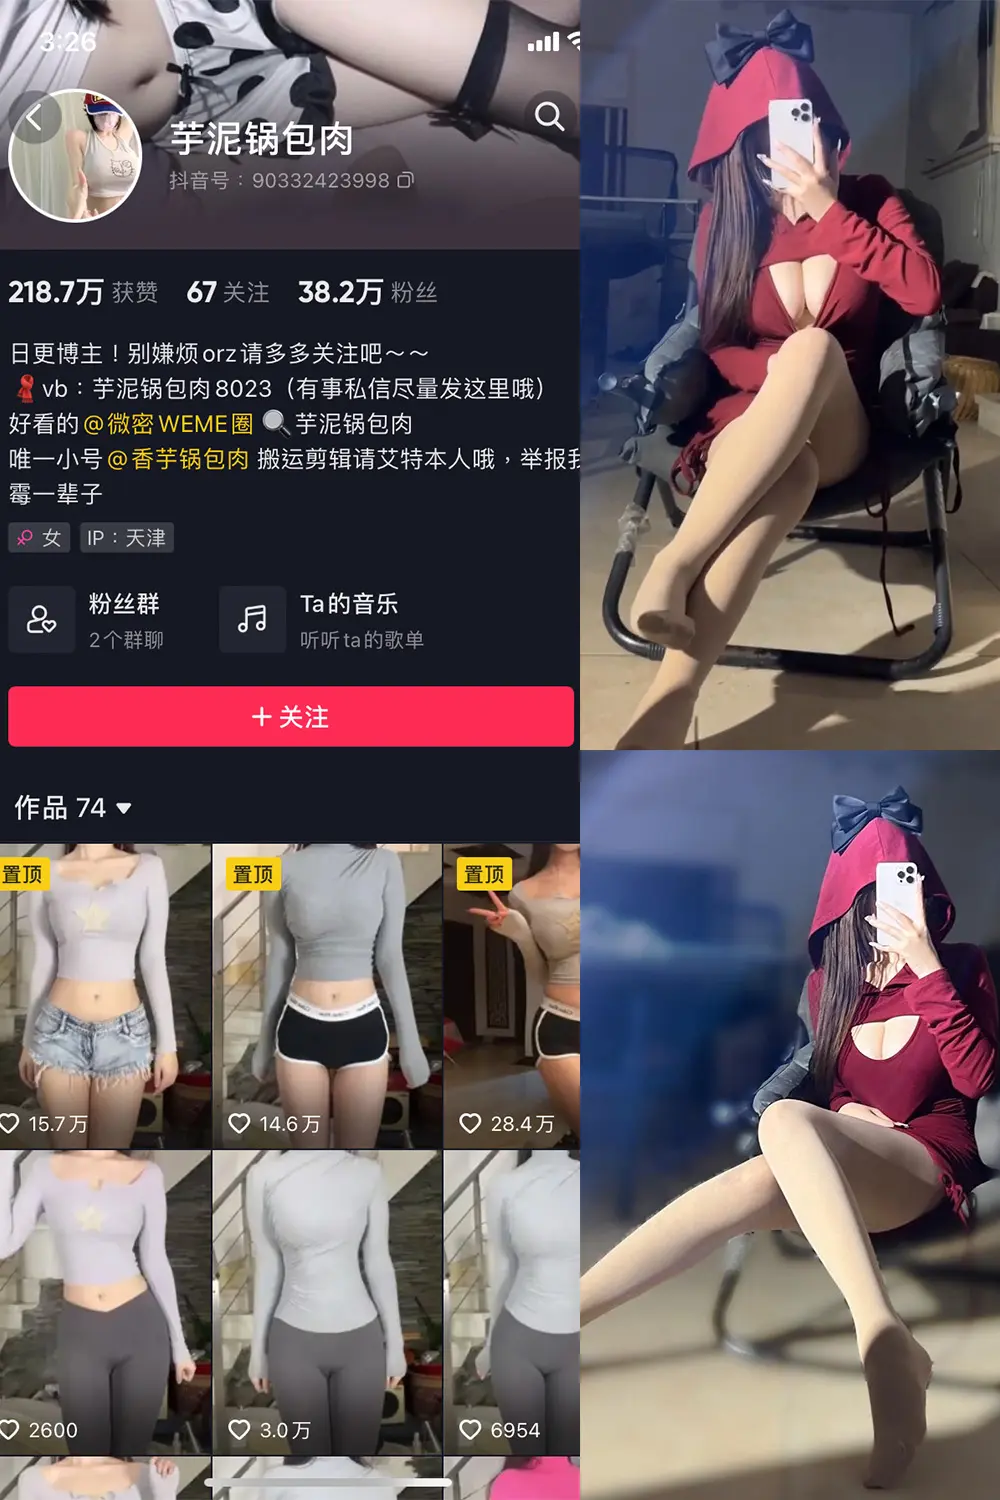 3:26
芋泥锅包肉
抖音号：90332423998
218.7万 获赞 67 关注 38.2万 粉丝
日更博主！别嫌烦orz请多多关注吧～～
vb：芋泥锅包肉8023（有事私信尽量发这里哦）
好看的@微密WEME圈 芋泥锅包肉
唯一小号@香芋锅包肉 搬运剪辑请艾特本人哦，举报我
霉一辈子
女 IP：天津
粉丝群
2个群聊
Ta的音乐
听听ta的歌单
+ 关注
作品 74
置顶 置顶 置顶
15.7万 14.6万 28.4万
2600 3.0万 6954